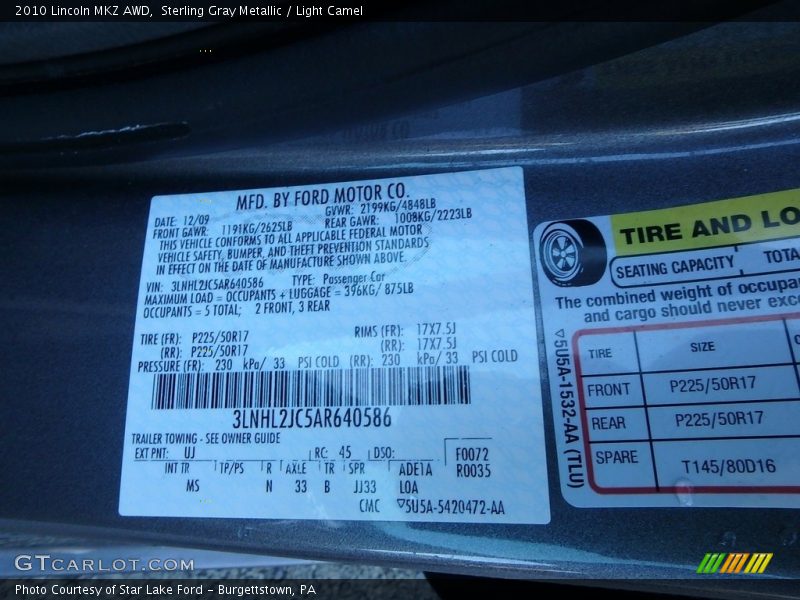 2010 Lincoln MKZ AWD, Sterling Gray Metallic / Light Camel
MFD. BY FORD MOTOR CO.
DATE: 12/09 GVWR: 2199KG/4848LB
FRONT GAWR: 1191KG/2625LB REAR GAWR: 1008KG/2223LB
THIS VEHICLE CONFORMS TO ALL APPLICABLE FEDERAL MOTOR
VEHICLE SAFETY, BUMPER, AND THEFT PREVENTION STANDARDS
IN EFFECT ON THE DATE OF MANUFACTURE SHOWN ABOVE.
VIN: 3LNHL2JC5AR640586 TYPE: Passenger Car
MAXIMUM LOAD = OCCUPANTS + LUGGAGE = 396KG/ 875LB
OCCUPANTS = 5 TOTAL; 2 FRONT, 3 REAR
TIRE (FR): P225/50R17 RIMS (FR): 17X7.5J
(RR): P225/50R17 (RR): 17X7.5J
PRESSURE (FR): 230 kPa/ 33 PSI COLD (RR): 230 kPa/ 33 PSI COLD
3LNHL2JC5AR640586
TRAILER TOWING - SEE OWNER GUIDE
EXT PNT: UJ RC: 45 DSO: F0072
INT TR TP/PS R AXLE TR SPR ADE1A R0035
MS N 33 B JJ33 LOA
CMC ▽5U5A-5420472-AA
TIRE AND LO
SEATING CAPACITY TOTA
The combined weight of occupa
and cargo should never exc
▽5U5A-1532-AA (TLU)
TIRE SIZE
FRONT P225/50R17
REAR P225/50R17
SPARE T145/80D16
GTCARLOT.COM
Photo Courtesy of Star Lake Ford - Burgettstown, PA